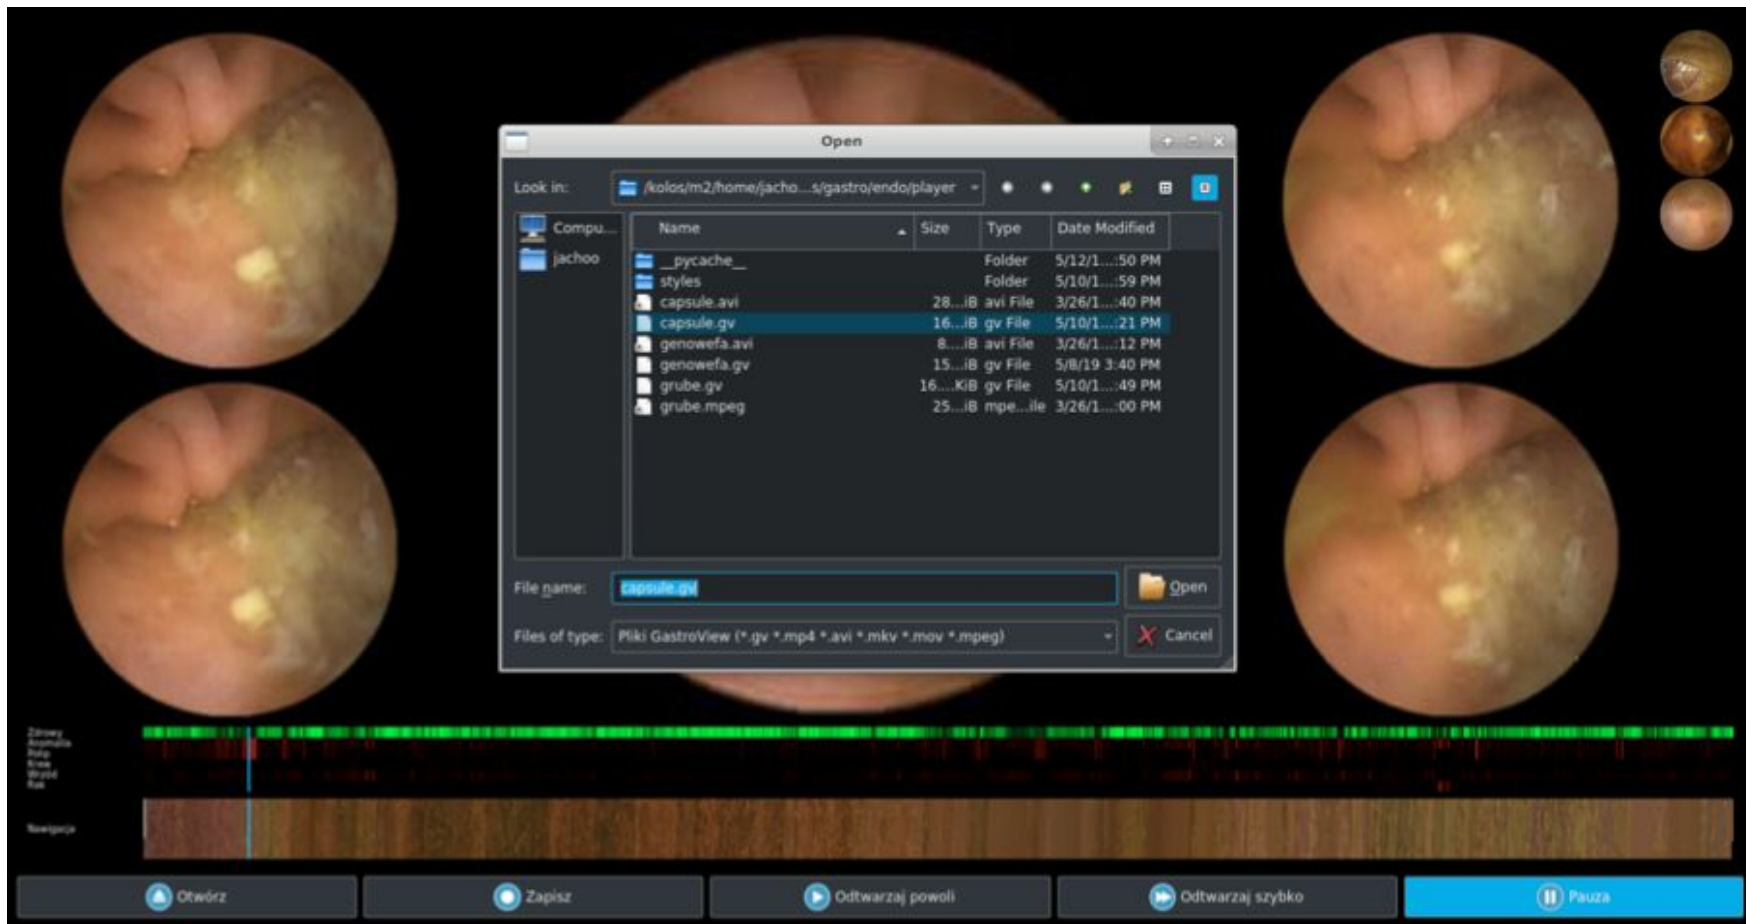 Open
Look in: /kolos/m2/home/jacho...s/gastro/endo/player
Compu...
jachoo
Name Size Type Date Modified
__pycache__ Folder 5/12/1...:50 PM
styles Folder 5/10/1...:59 PM
capsule.avi 28...iB avi File 3/26/1...:40 PM
capsule.gv 16...iB gv File 5/10/1...:21 PM
genowefa.avi 8....iB avi File 3/26/1...:12 PM
genowefa.gv 15...iB gv File 5/8/19 3:40 PM
grube.gv 16....KiB gv File 5/10/1...:49 PM
grube.mpeg 25...iB mpe...ile 3/26/1...:00 PM
File name: capsule.gv Open
Files of type: Pliki GastroView (*.gv *.mp4 *.avi *.mkv *.mov *.mpeg) Cancel
Zdrowy
Anomalia
Polip
Krew
Wrzód
Rak
Nawigacja
Otwórz Zapisz Odtwarzaj powoli Odtwarzaj szybko Pauza